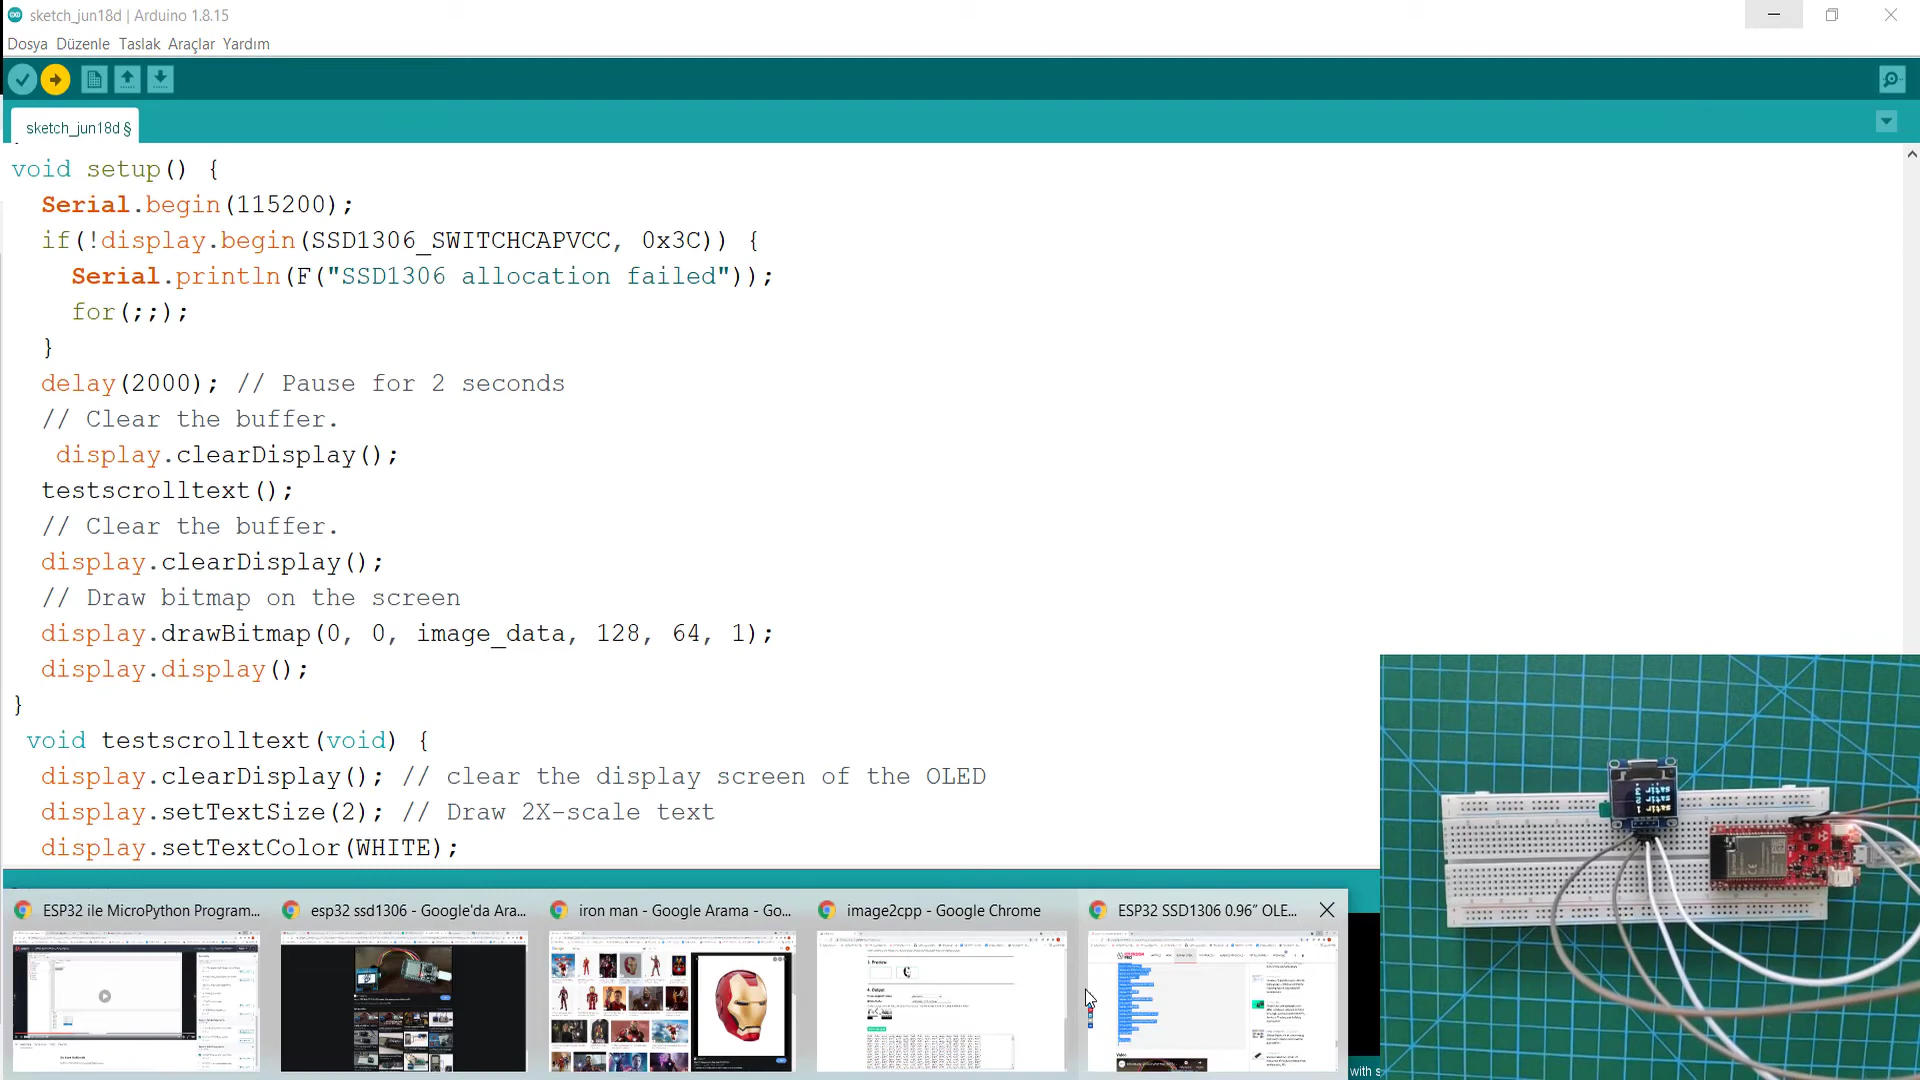 sketch_jun18d | Arduino 1.8.15
Dosya Düzenle Taslak Araçlar Yardım
sketch_jun18d §
void setup() {
Serial.begin(115200);
if(!display.begin(SSD1306_SWITCHCAPVCC, 0x3C)) {
Serial.println(F("SSD1306 allocation failed"));
for(;;);
}
delay(2000); // Pause for 2 seconds
// Clear the buffer.
display.clearDisplay();
testscrolltext();
// Clear the buffer.
display.clearDisplay();
// Draw bitmap on the screen
display.drawBitmap(0, 0, image_data, 128, 64, 1);
display.display();
}
void testscrolltext(void) {
display.clearDisplay(); // clear the display screen of the OLED
display.setTextSize(2); // Draw 2X-scale text
display.setTextColor(WHITE);
ESP32 ile MicroPython Program...
esp32 ssd1306 - Google'da Ara...
iron man - Google Arama - Go...
image2cpp - Google Chrome
ESP32 SSD1306 0.96” OLE...
with s